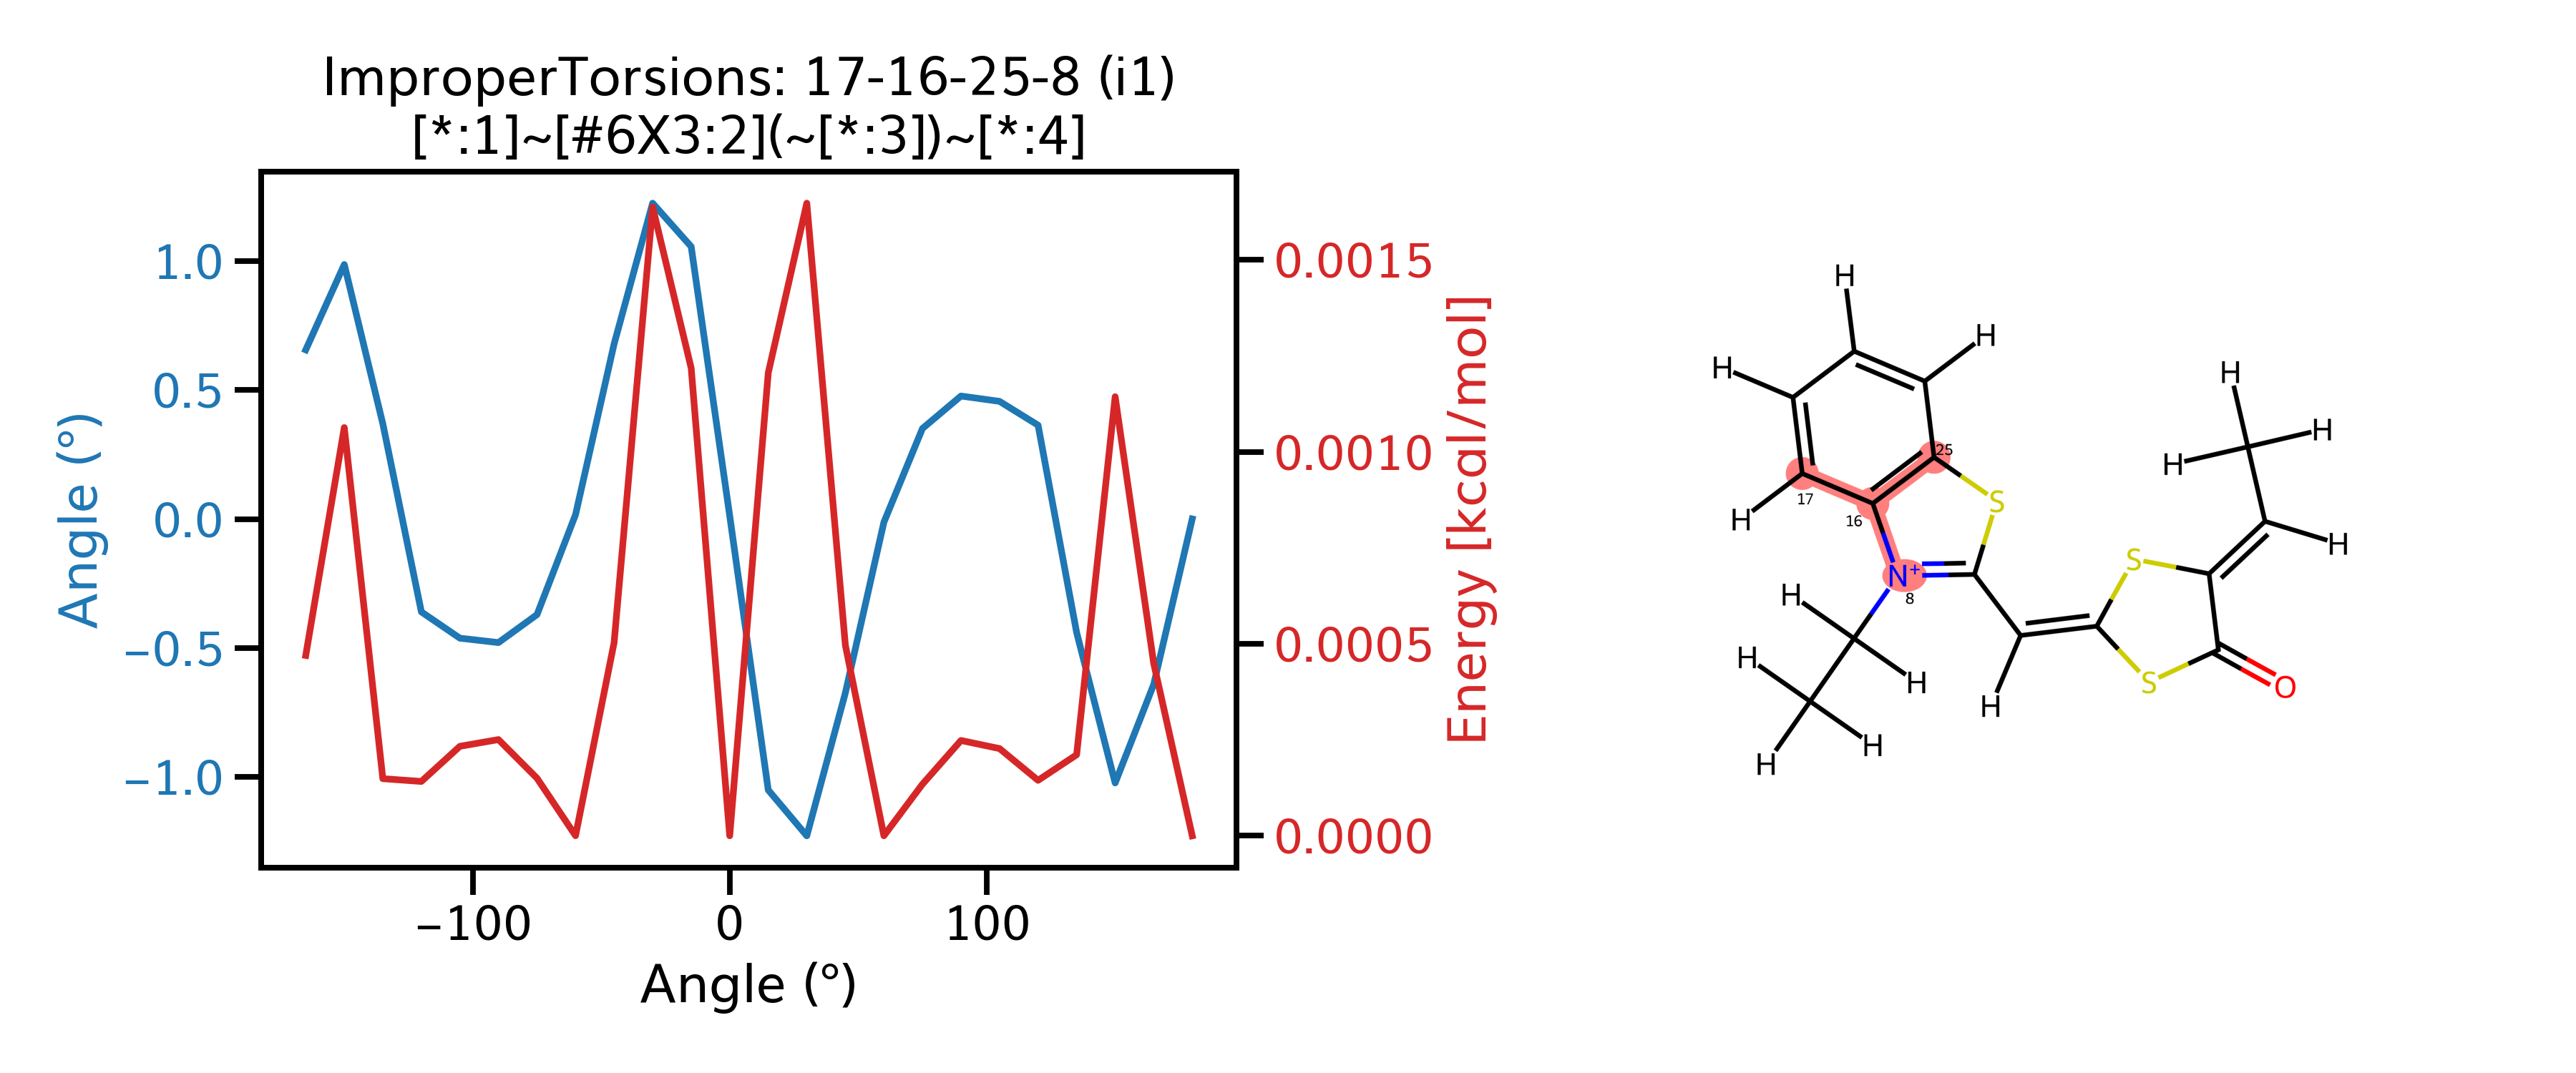 ImproperTorsions: 17-16-25-8 (i1)
[*:1]~[#6X3:2](~[*:3])~[*:4]
Angle (°)
1.0
0.5
0.0
−0.5
−1.0
−100
0
100
Angle (°)
0.0015
0.0010
0.0005
0.0000
Energy [kcal/mol]
H
H
H
H
H
H
25
H
17
S
16
H
H
S
N⁺
8
H
H
H
S
O
H
H
H